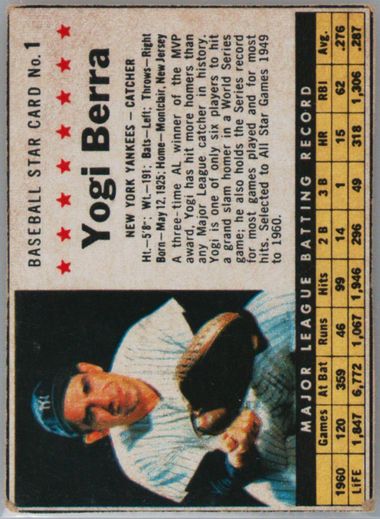 BASEBALL STAR CARD No. 1
Yogi Berra
NEW YORK YANKEES – CATCHER
Ht.—5'8"; Wt.—191; Bats—Left; Throws—Right
Born—May 12, 1925; Home—Montclair, New Jersey
A three-time AL winner of the MVP
award, Yogi has hit more homers than
any Major League catcher in history.
Yogi is one of only six players to hit
a grand slam homer in a World Series
game; he also holds the Series record
for most games played and for most
hits. Selected to All Star Games 1949
to 1960.
NY
MAJOR LEAGUE BATTING RECORD
Games At Bat Runs Hits 2 B 3 B HR RBI Avg.
1960 120 359 46 99 14 1 15 62 .276
LIFE 1,847 6,772 1,067 1,946 296 49 318 1,306 .287